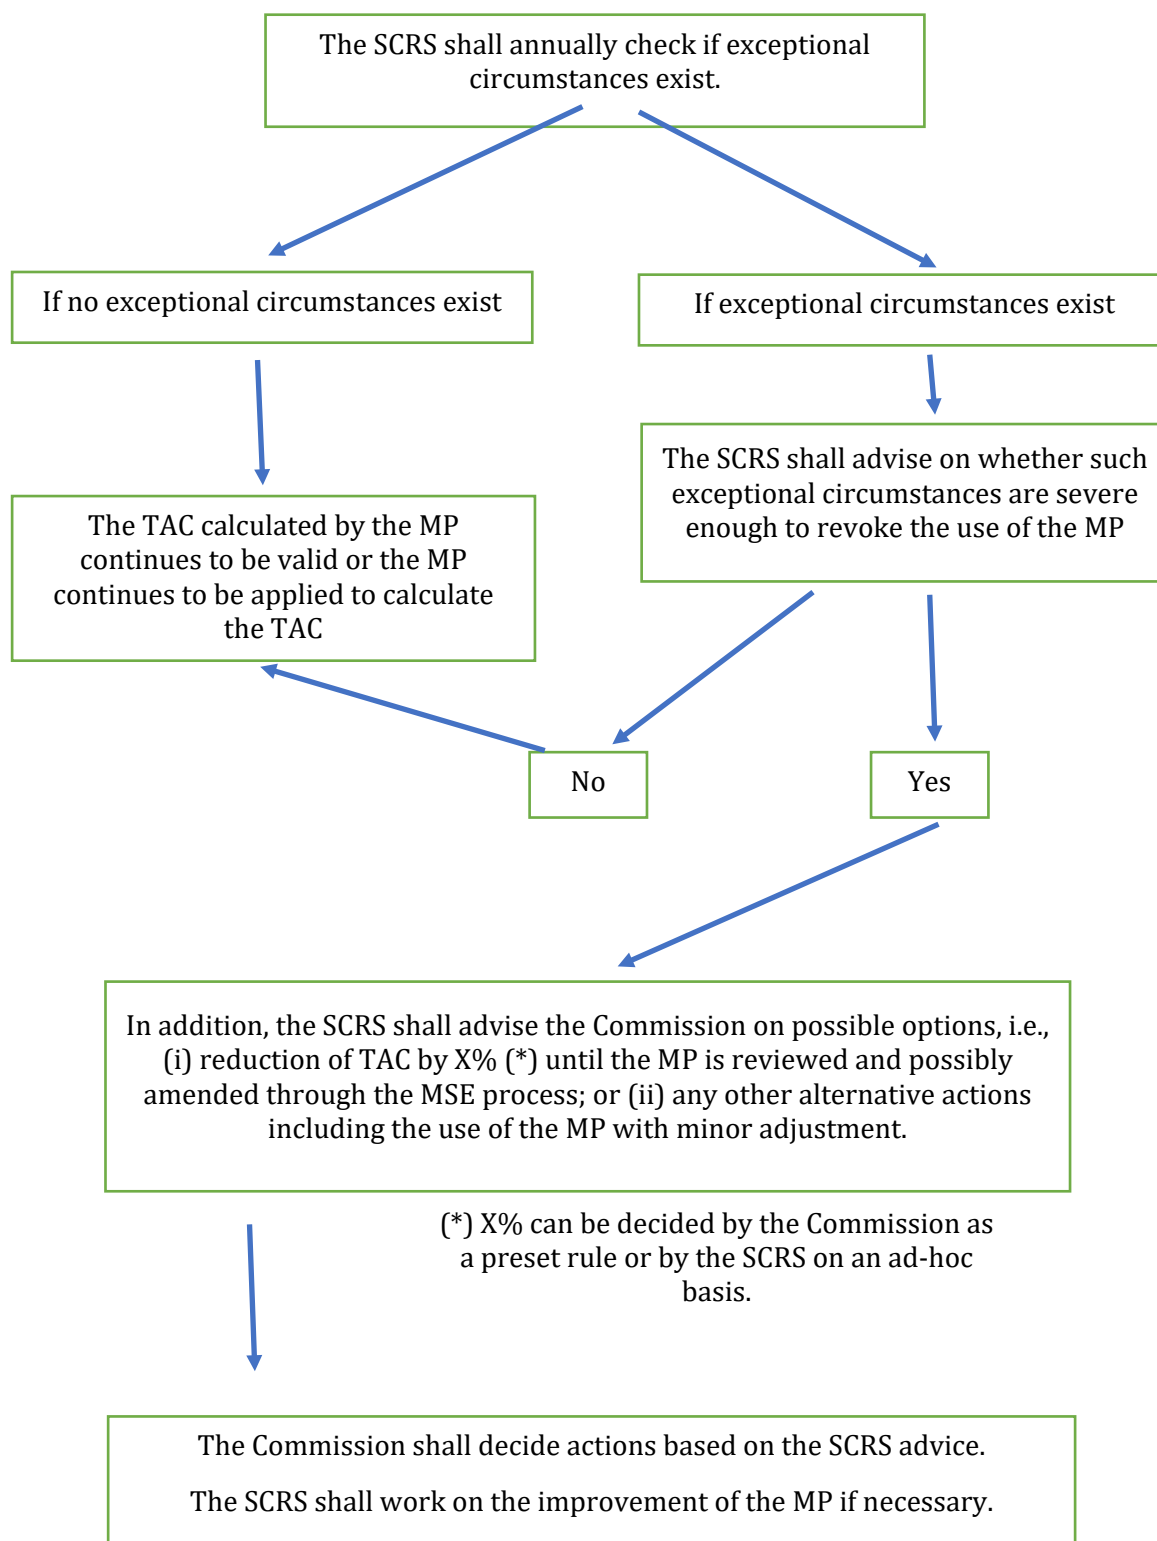 The SCRS shall annually check if exceptional
circumstances exist.
If no exceptional circumstances exist
If exceptional circumstances exist
The SCRS shall advise on whether such
exceptional circumstances are severe
enough to revoke the use of the MP
The TAC calculated by the MP
continues to be valid or the MP
continues to be applied to calculate
the TAC
No
Yes
In addition, the SCRS shall advise the Commission on possible options, i.e.,
(i) reduction of TAC by X% (*) until the MP is reviewed and possibly
amended through the MSE process; or (ii) any other alternative actions
including the use of the MP with minor adjustment.
(*) X% can be decided by the Commission as
a preset rule or by the SCRS on an ad-hoc
basis.
The Commission shall decide actions based on the SCRS advice.
The SCRS shall work on the improvement of the MP if necessary.